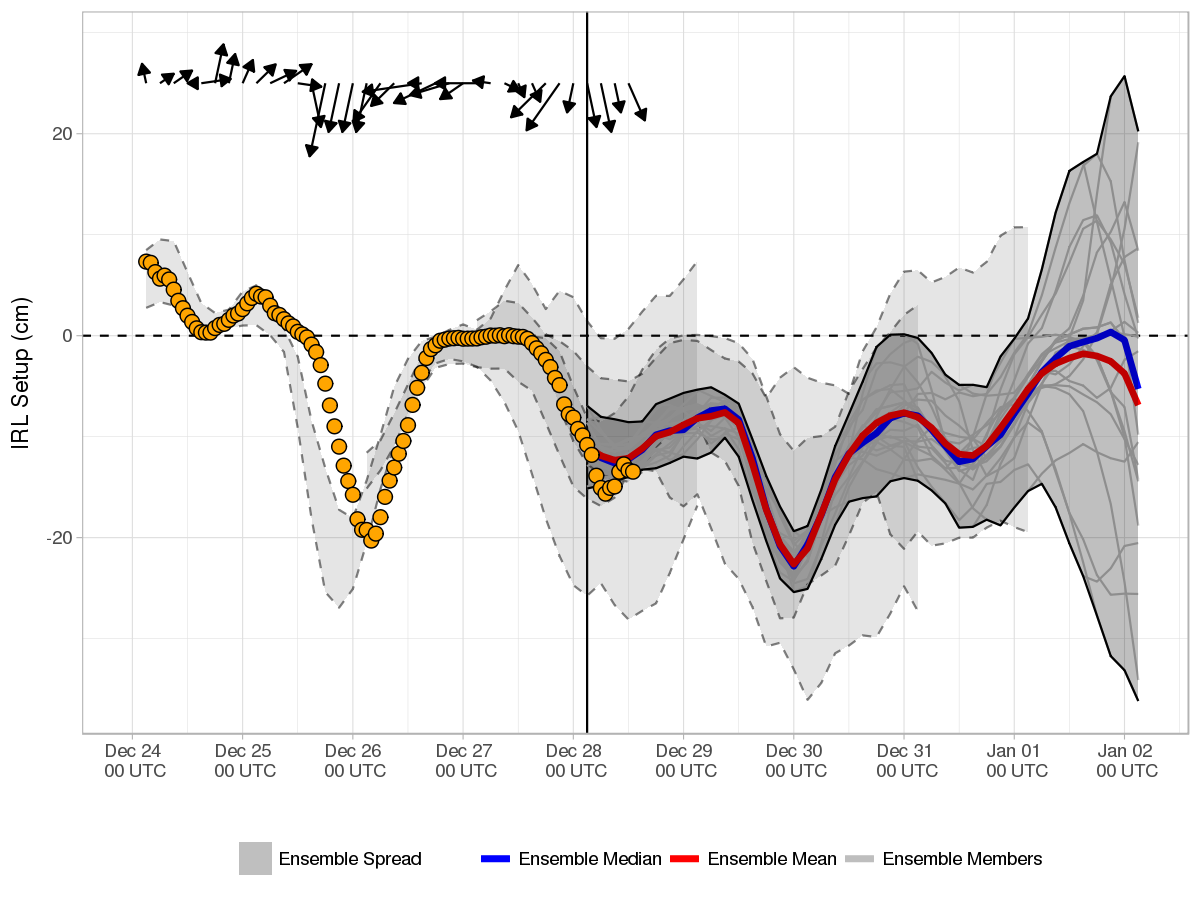 IRL Setup (cm)
20
0
-20
Dec 24 Dec 25 Dec 26 Dec 27 Dec 28 Dec 29 Dec 30 Dec 31 Jan 01 Jan 02
00 UTC 00 UTC 00 UTC 00 UTC 00 UTC 00 UTC 00 UTC 00 UTC 00 UTC 00 UTC
Ensemble Spread Ensemble Median Ensemble Mean Ensemble Members